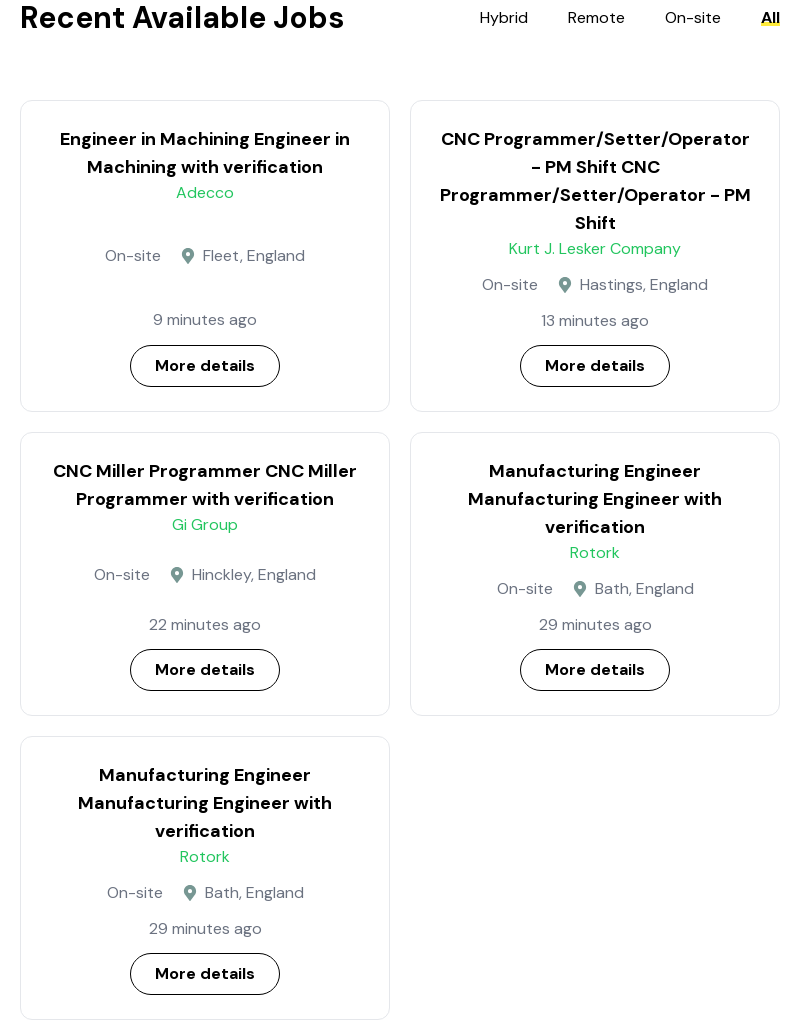 Recent Available Jobs
Hybrid Remote On-site All
Engineer in Machining Engineer in
Machining with verification
Adecco
On-site Fleet, England
9 minutes ago
More details
CNC Programmer/Setter/Operator
- PM Shift CNC
Programmer/Setter/Operator - PM
Shift
Kurt J. Lesker Company
On-site Hastings, England
13 minutes ago
More details
CNC Miller Programmer CNC Miller
Programmer with verification
Gi Group
On-site Hinckley, England
22 minutes ago
More details
Manufacturing Engineer
Manufacturing Engineer with
verification
Rotork
On-site Bath, England
29 minutes ago
More details
Manufacturing Engineer
Manufacturing Engineer with
verification
Rotork
On-site Bath, England
29 minutes ago
More details